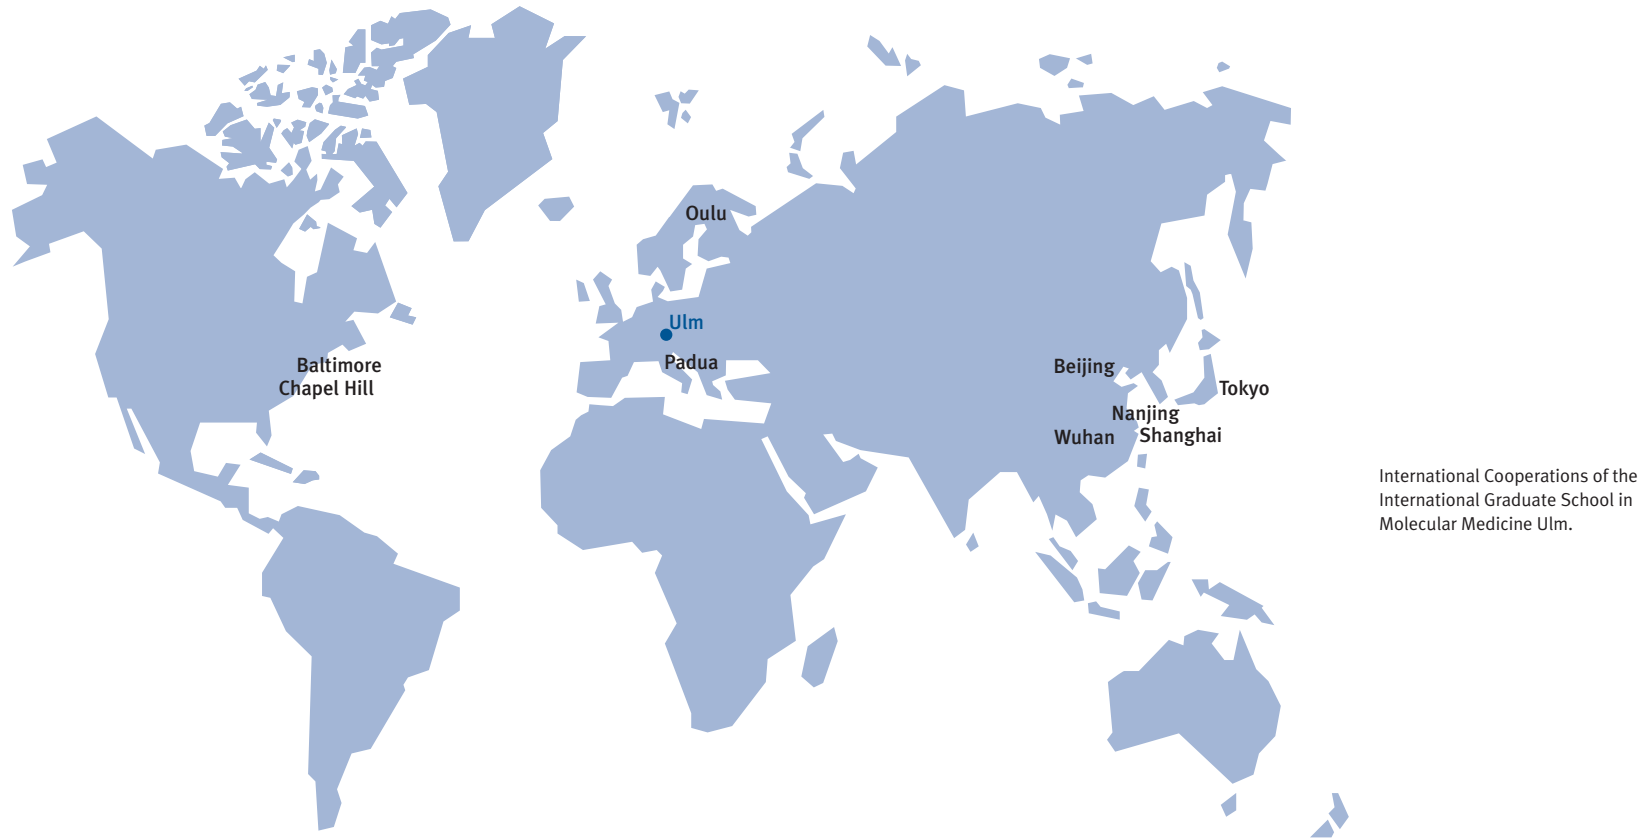 Oulu
Ulm
Padua
Baltimore
Chapel Hill
Beijing
Tokyo
Nanjing
Wuhan
Shanghai
International Cooperations of the
International Graduate School in
Molecular Medicine Ulm.